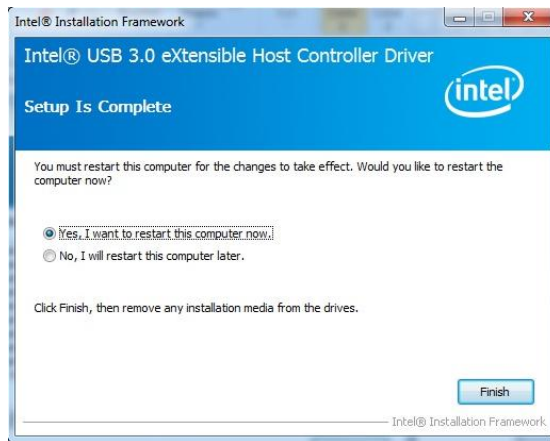 Intel® Installation Framework
Intel® USB 3.0 eXtensible Host Controller Driver
Setup Is Complete
(intel)
You must restart this computer for the changes to take effect. Would you like to restart the
computer now?
Yes, I want to restart this computer now.
No, I will restart this computer later.
Click Finish, then remove any installation media from the drives.
Finish
Intel® Installation Framework